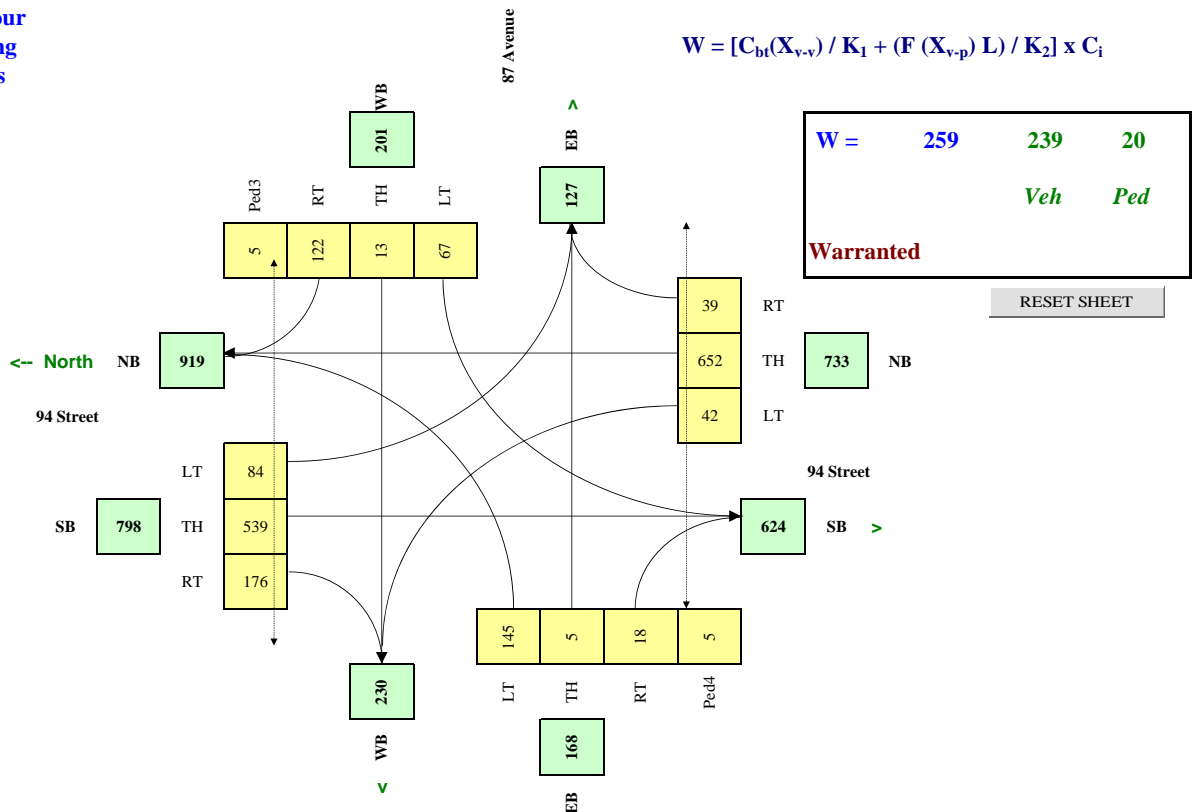 our
ng
s
87 Avenue
W = [Cbt(Xv-v) / K1 + (F (Xv-p) L) / K2] x Ci
WB
201
^
EB
127
W = 259 239 20
Veh Ped
Warranted
RESET SHEET
Ped3 RT TH LT
5 122 13 67
39 RT
652 TH
42 LT
733 NB
<-- North NB 919
94 Street
94 Street
LT 84
SB 798 TH 539
RT 176
624 SB >
145 5 18 5
LT TH RT Ped4
230
WB
v
168
EB